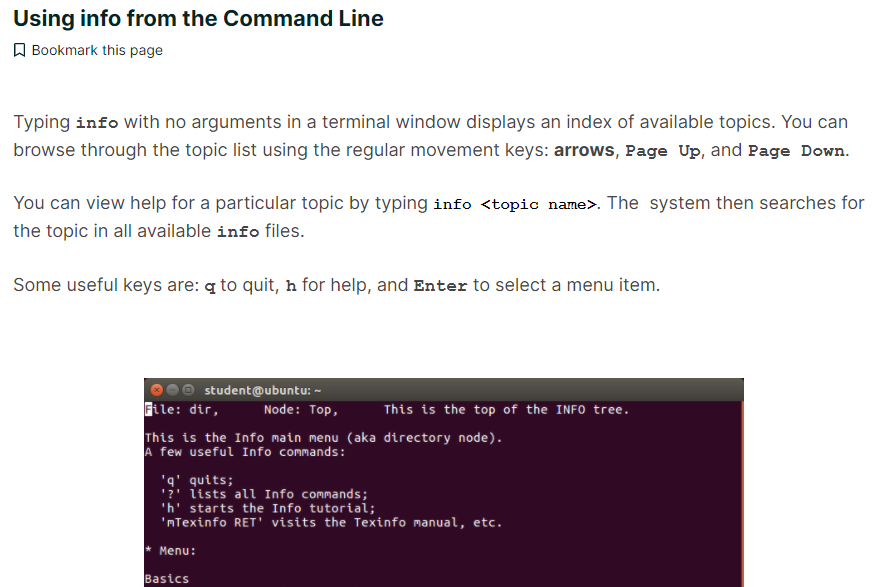 Using info from the Command Line
Bookmark this page
Typing info with no arguments in a terminal window displays an index of available topics. You can
browse through the topic list using the regular movement keys: arrows, Page Up, and Page Down.
You can view help for a particular topic by typing info <topic name>. The  system then searches for
the topic in all available info files.
Some useful keys are: q to quit, h for help, and Enter to select a menu item.
student@ubuntu: ~
File: dir,      Node: Top,      This is the top of the INFO tree.
This is the Info main menu (aka directory node).
A few useful Info commands:
'q' quits;
'?' lists all Info commands;
'h' starts the Info tutorial;
'mTexinfo RET' visits the Texinfo manual, etc.
* Menu:
Basics